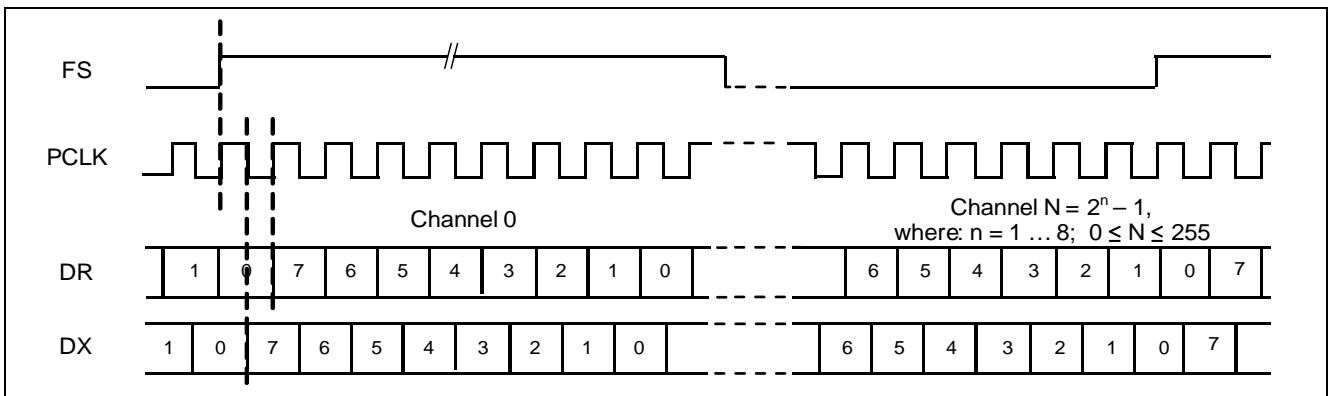 FS
PCLK
Channel 0
Channel N = 2ⁿ – 1,
where: n = 1 … 8; 0 ≤ N ≤ 255
DR 1 0 7 6 5 4 3 2 1 0 6 5 4 3 2 1 0 7
DX 1 0 7 6 5 4 3 2 1 0 6 5 4 3 2 1 0 7